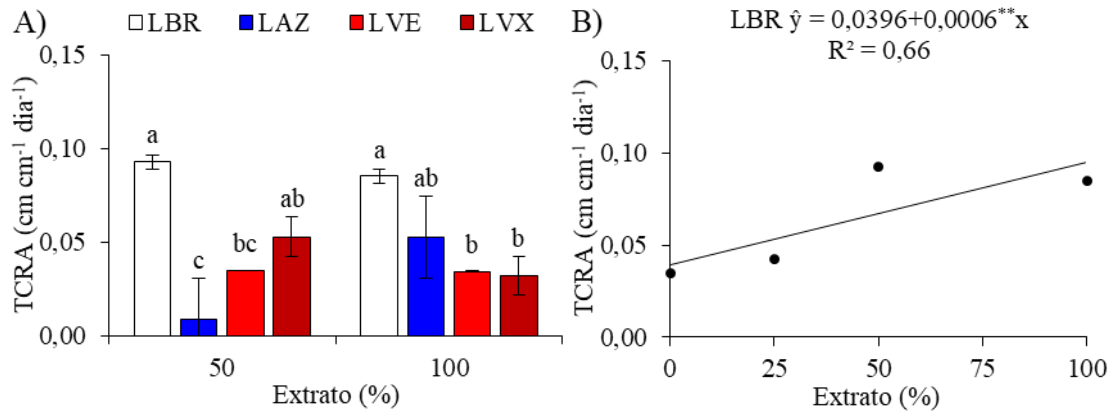 A)
LBR LAZ LVE LVX
TCRA (cm cm⁻¹ dia⁻¹)
0,15
0,10
0,05
0,00
a
c
bc
ab
a
ab
b
b
50 100
Extrato (%)
B)
LBR ŷ = 0,0396+0,0006**x
R² = 0,66
TCRA (cm cm⁻¹ dia⁻¹)
0,15
0,10
0,05
0,00
0 25 50 75 100
Extrato (%)